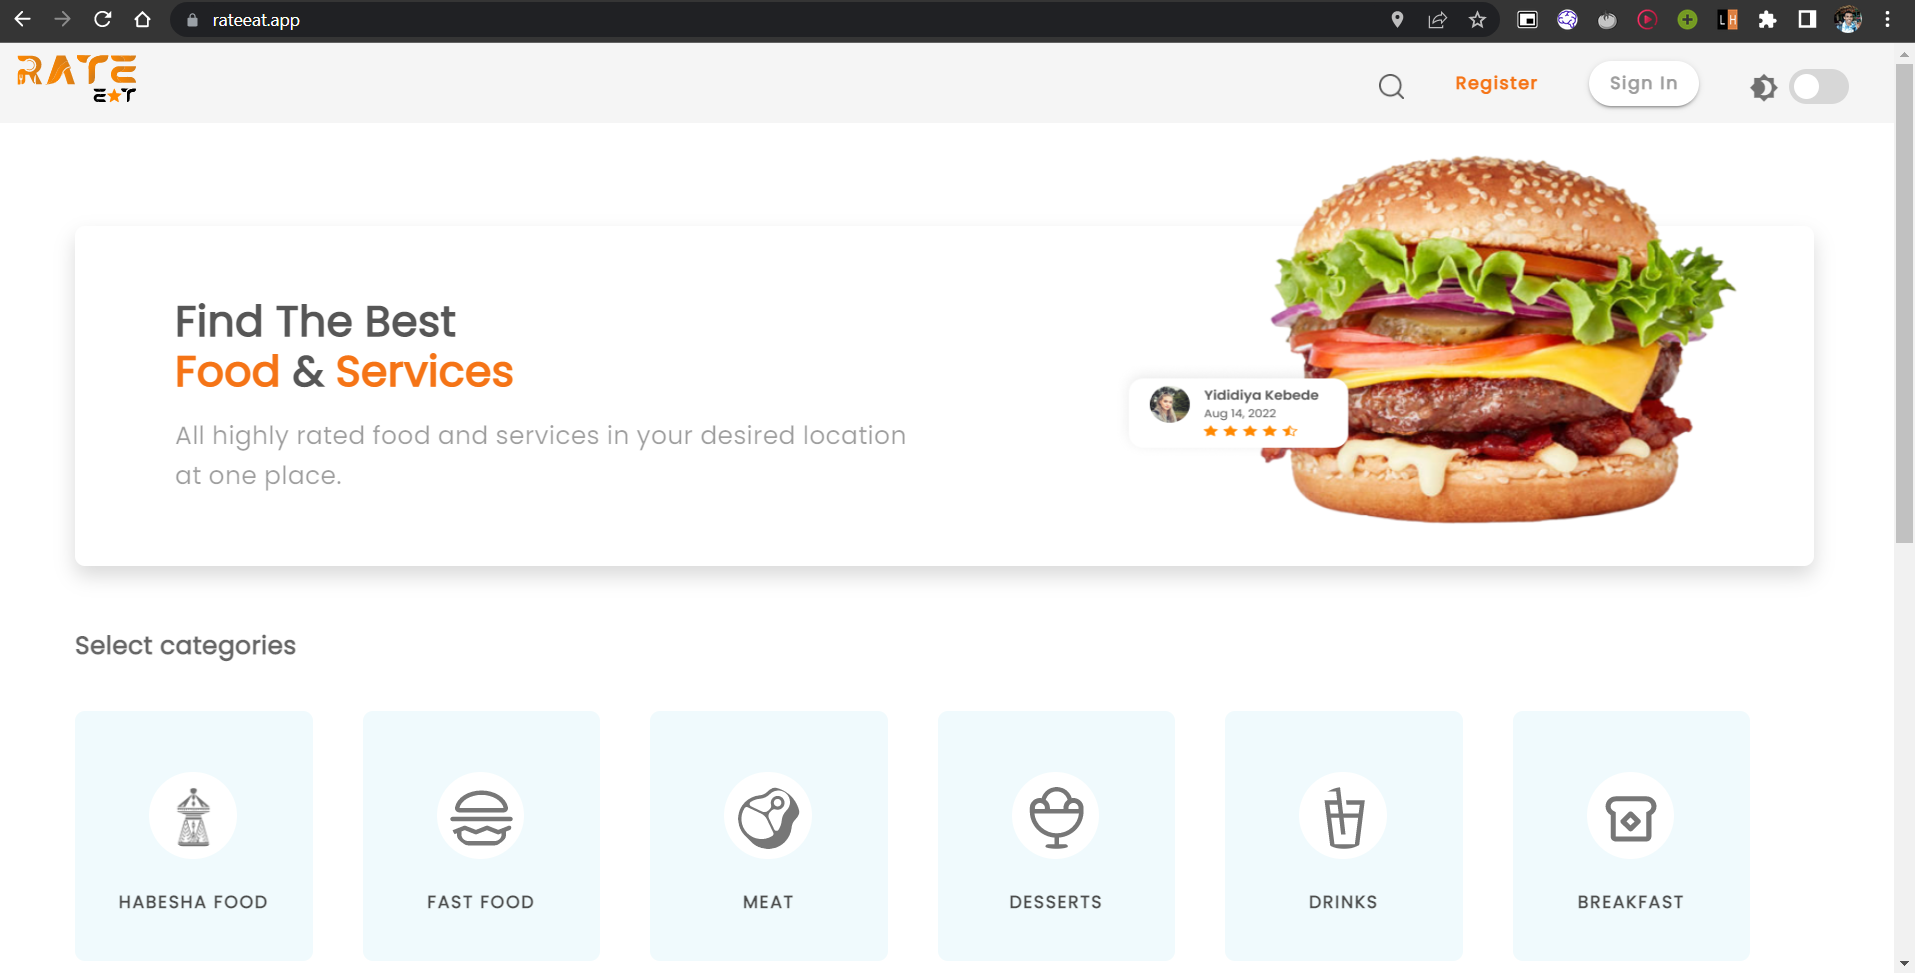 rateeat.app
L H
RATE
EAT
Register
Sign In
Find The Best
Food & Services
All highly rated food and services in your desired location
at one place.
Yididiya Kebede
Aug 14, 2022
Select categories
HABESHA FOOD
FAST FOOD
MEAT
DESSERTS
DRINKS
BREAKFAST